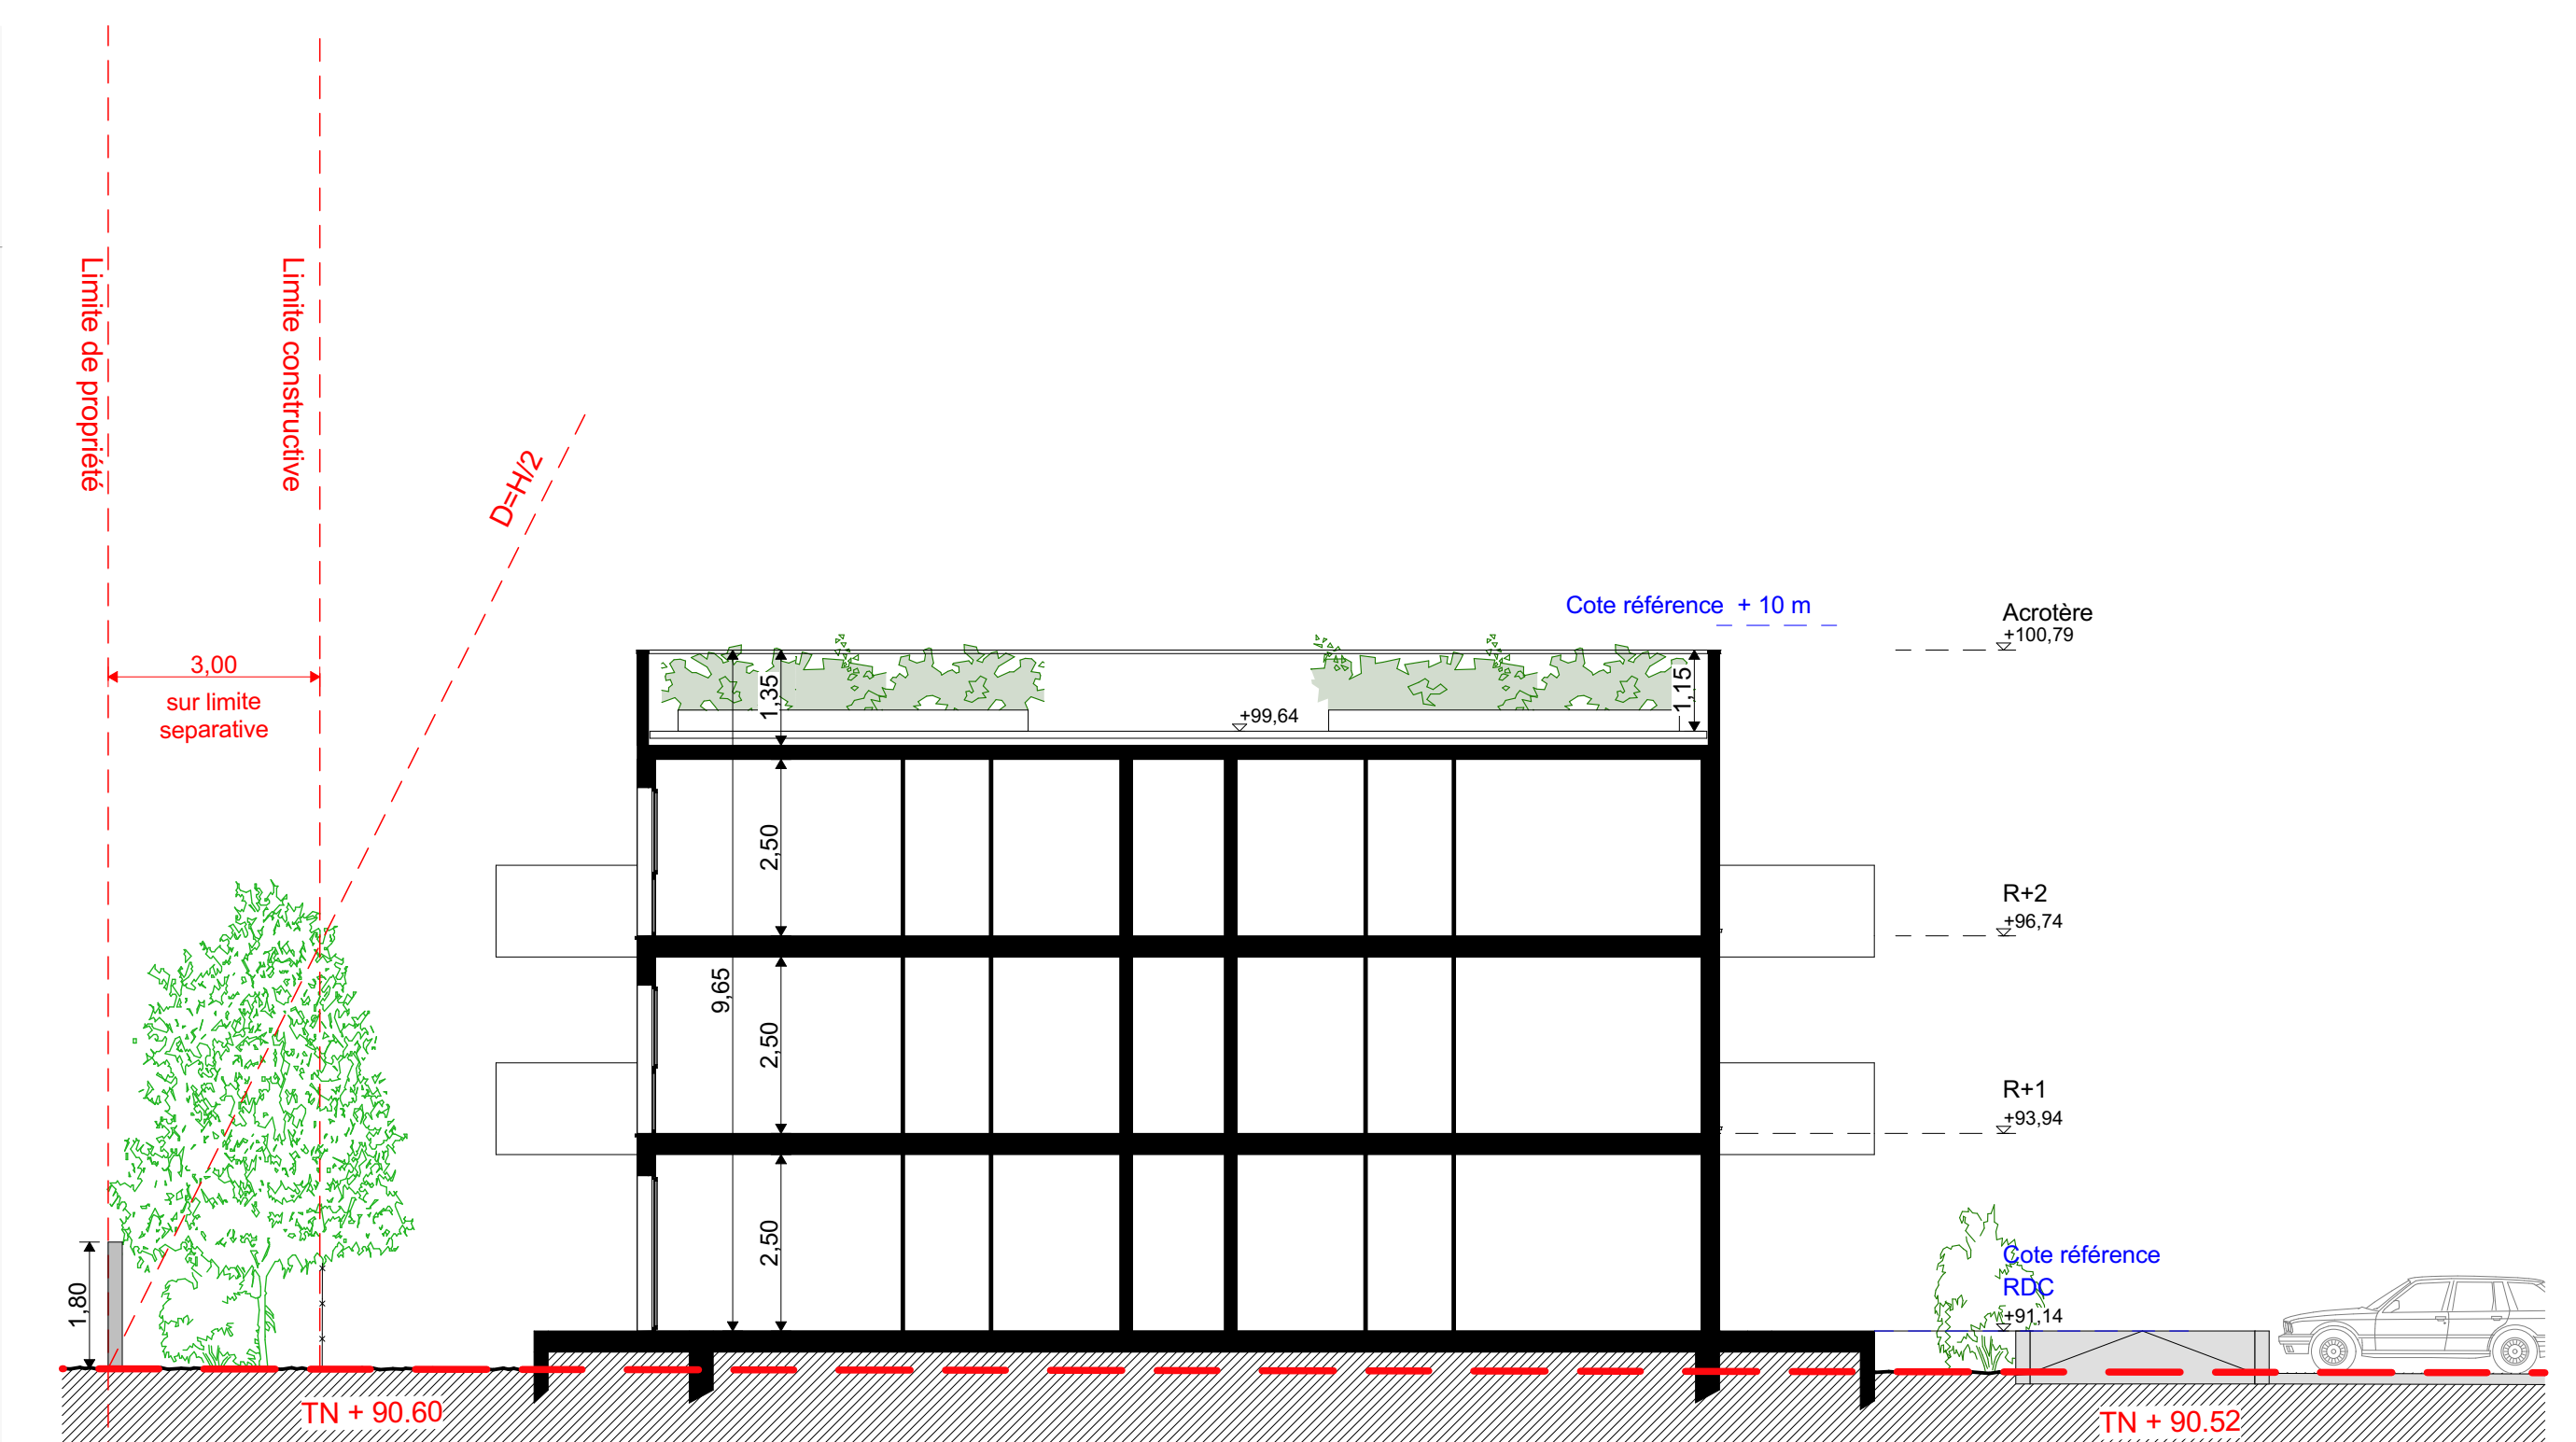 Limite de propriété
Limite constructive
D=H/2
3,00
sur limite
separative
Cote référence + 10 m
Acrotère
+100,79
1,35
1,15
+99,64
2,50
R+2
+96,74
9,65
2,50
R+1
+93,94
2,50
1,80
Cote référence
RDC
+91,14
TN + 90.60
TN + 90.52